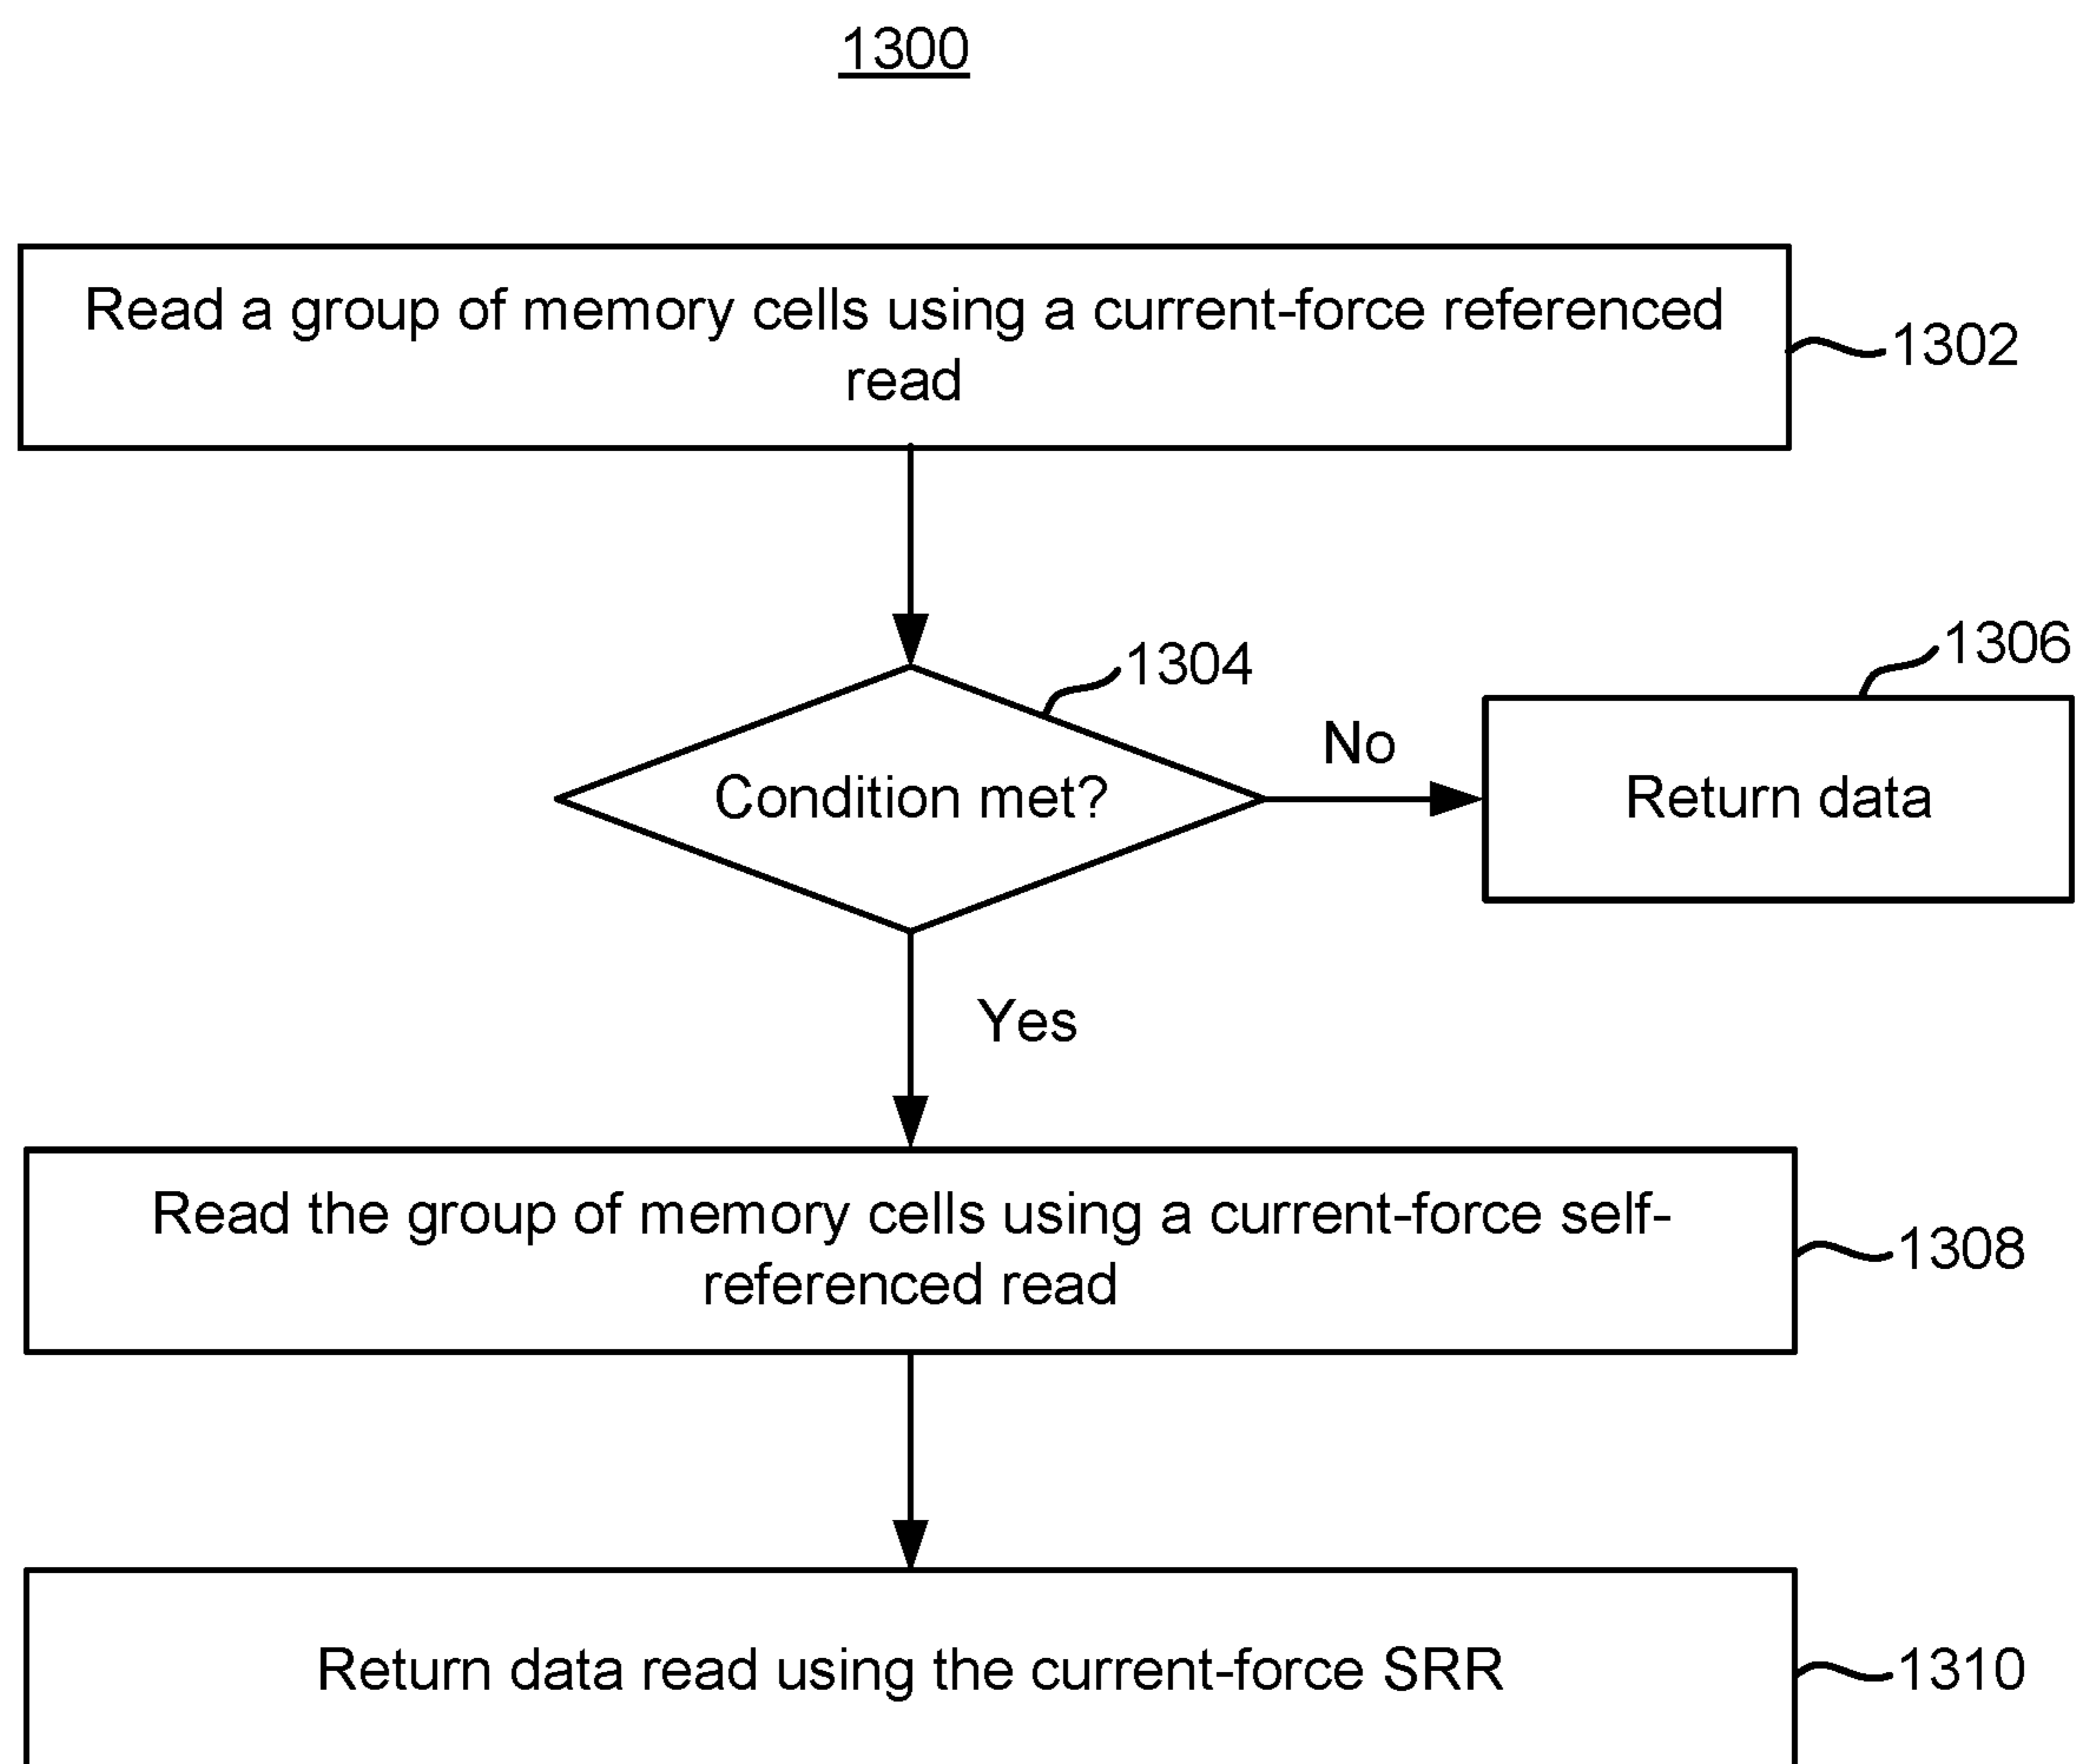 1300
Read a group of memory cells using a current-force referenced
read
1302
1304
1306
Condition met?
No
Return data
Yes
Read the group of memory cells using a current-force self-
referenced read
1308
Return data read using the current-force SRR
1310